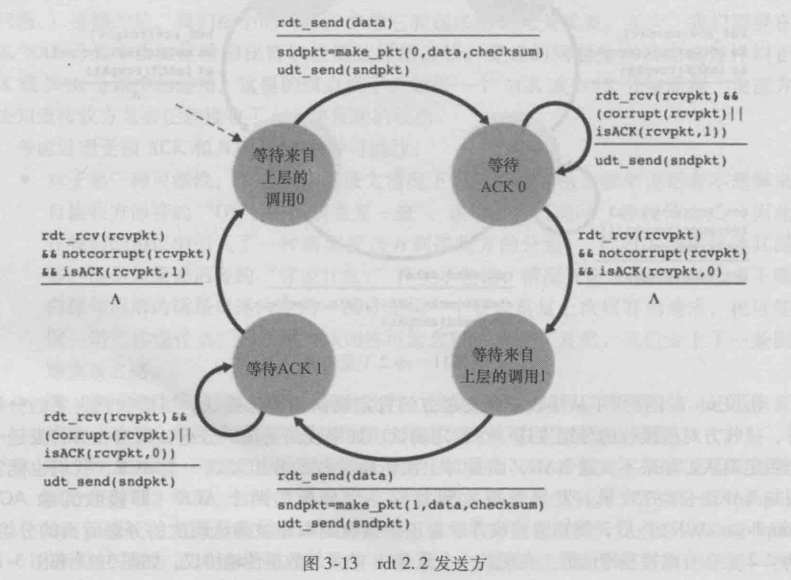 rdt_send(data)
sndpkt=make_pkt(0,data,checksum)
udt_send(sndpkt)
rdt_rcv(rcvpkt) &&
(corrupt(rcvpkt)||
isACK(rcvpkt,1))
udt_send(sndpkt)
等待来自
上层的
调用0
等待
ACK 0
rdt_rcv(rcvpkt)
&& notcorrupt(rcvpkt)
&& isACK(rcvpkt,1)
Λ
rdt_rcv(rcvpkt)
&& notcorrupt(rcvpkt)
&& isACK(rcvpkt,0)
Λ
等待ACK 1
等待来自
上层的调用1
rdt_rcv(rcvpkt) &&
(corrupt(rcvpkt)||
isACK(rcvpkt,0))
udt_send(sndpkt)
rdt_send(data)
sndpkt=make_pkt(1,data,checksum)
udt_send(sndpkt)
图 3-13 rdt 2. 2 发送方